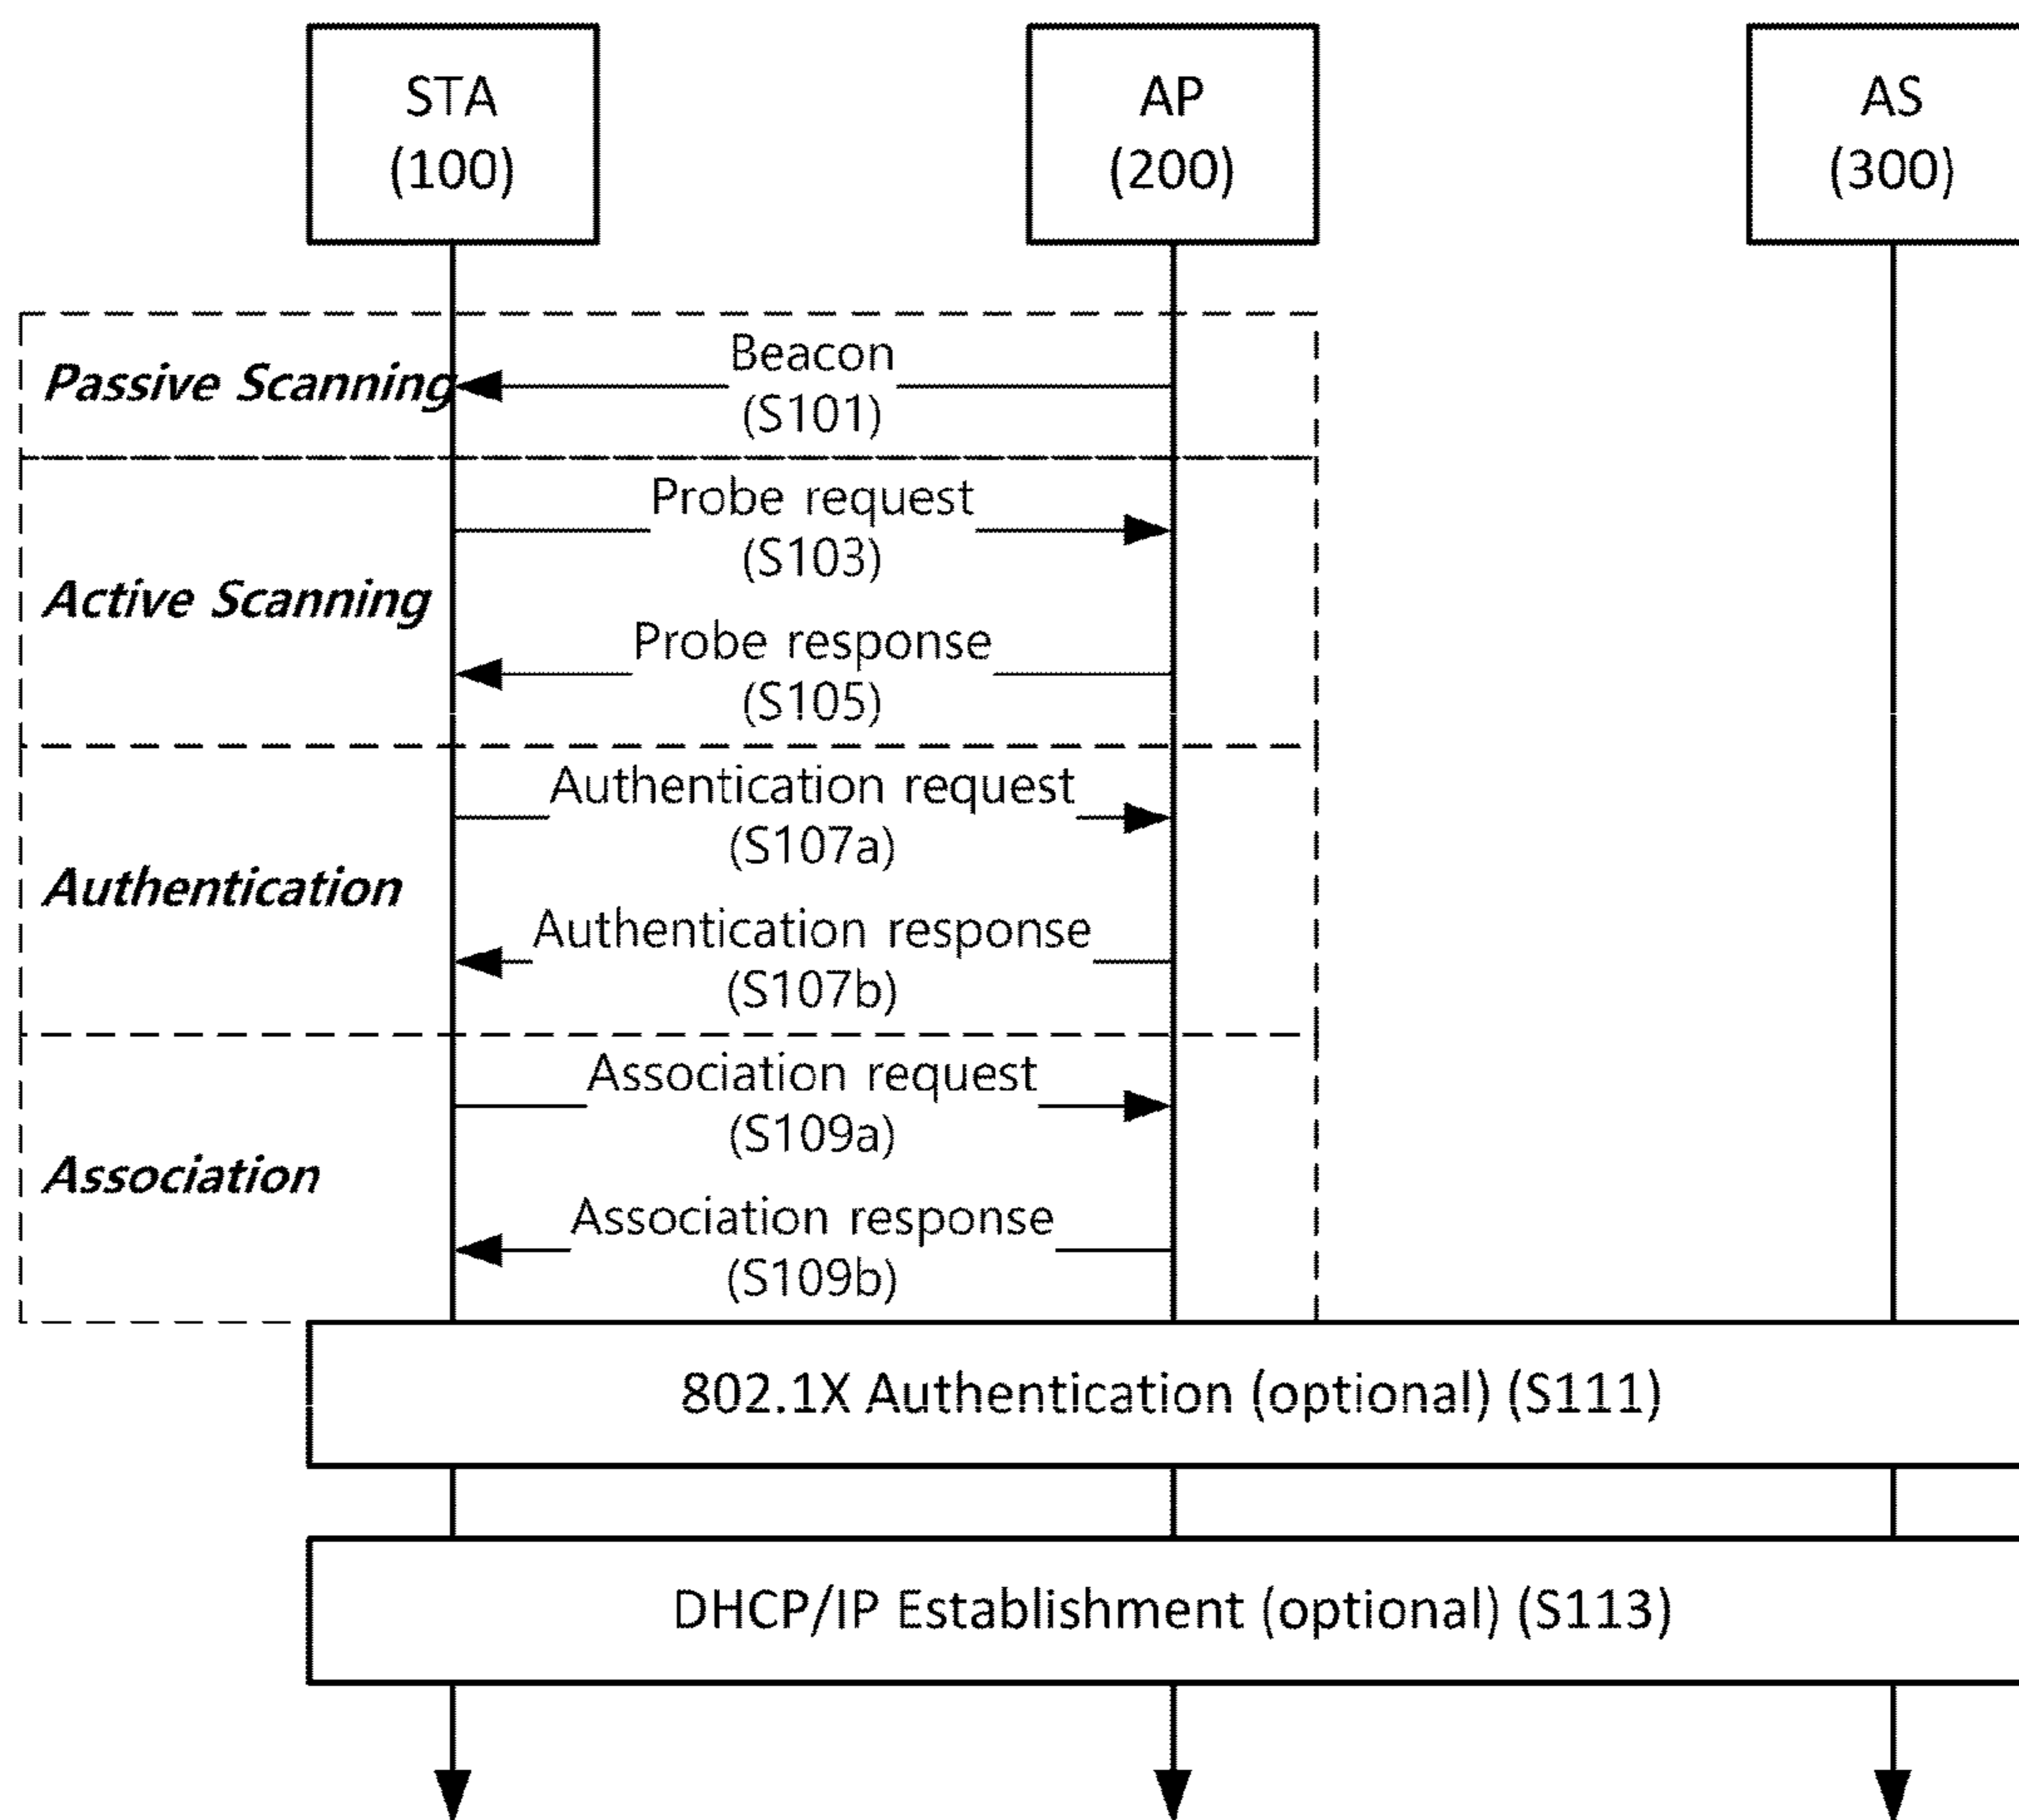 STA
(100)
AP
(200)
AS
(300)
Passive Scanning
Beacon
(S101)
Active Scanning
Probe request
(S103)
Probe response
(S105)
Authentication
Authentication request
(S107a)
Authentication response
(S107b)
Association
Association request
(S109a)
Association response
(S109b)
802.1X Authentication (optional) (S111)
DHCP/IP Establishment (optional) (S113)